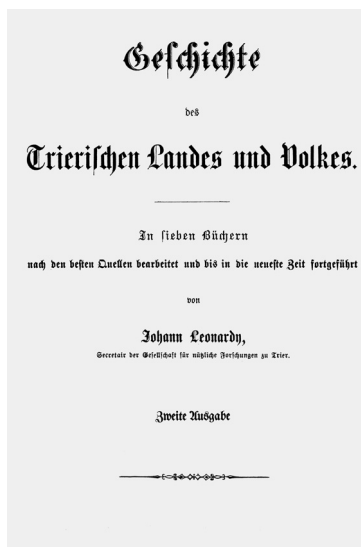 Geschichte
des
Trierischen Landes und Volkes.
In sieben Büchern
nach den besten Quellen bearbeitet und bis in die neueste Zeit fortgeführt
von
Johann Leonardy,
Secretair der Gesellschaft für nützliche Forschungen zu Trier.
Zweite Ausgabe